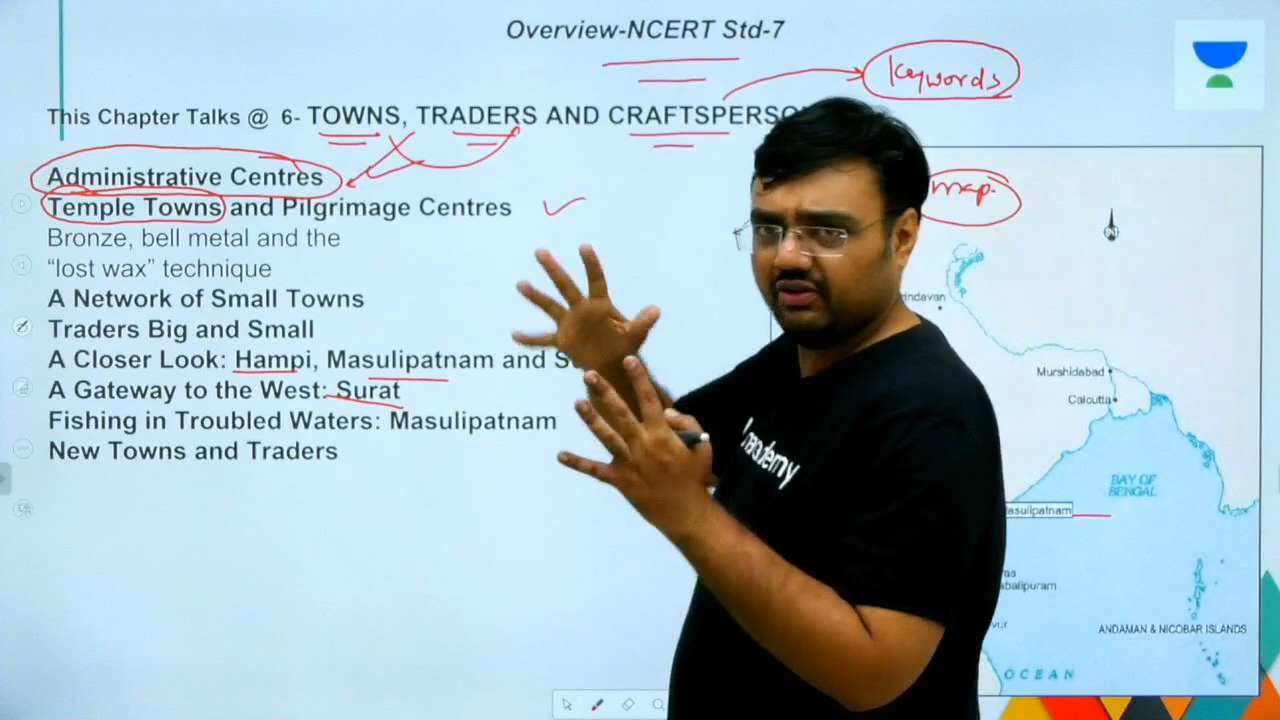 Overview-NCERT Std-7
Keywords
This Chapter Talks @ 6- TOWNS, TRADERS AND
Administrative Centres
map
Temple Towns and Pilgrimage Centres
Bronze, bell metal and the
“lost wax” technique
A Network of Small Towns
Traders Big and Small
A Closer Look: Hampi, Masulipatnam and
A Gateway to the West: Surat
Fishing in Troubled Waters: Masulipatnam
New Towns and Traders
Murshidabad
Calcutta
BAY OF
BENGAL
ANDAMAN & NICOBAR ISLANDS
OCEAN